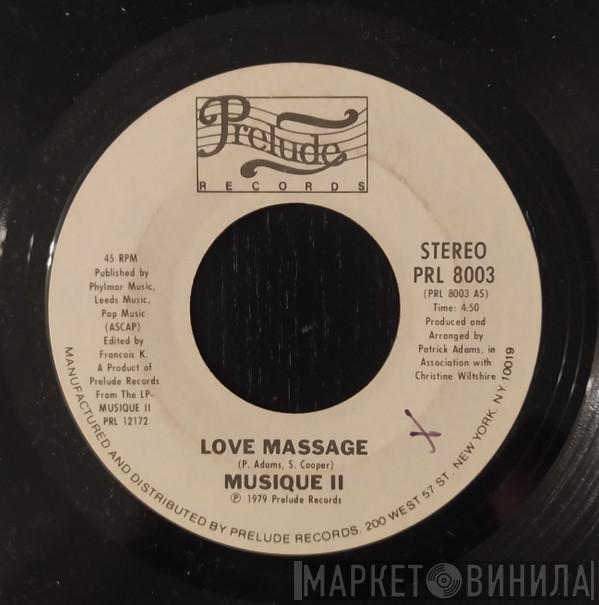 Prelude
RECORDS
45 RPM
Published by
Phylmar Music,
Leeds Music,
Pop Music
(ASCAP)
Edited by
Francois K.
A Product of
Prelude Records
From The LP-
MUSIQUE II
PRL 12172
STEREO
PRL 8003
(PRL 8003 AS)
Time: 4:50
Produced and
Arranged by
Patrick Adams, in
Association with
Christine Wiltshire
LOVE MASSAGE
(P. Adams, S. Cooper)
MUSIQUE II
℗ 1979 Prelude Records
MANUFACTURED AND DISTRIBUTED BY PRELUDE RECORDS, 200 WEST 57 ST. NEW YORK, N.Y. 10019
x
МАРКЕТ ВИНИЛА